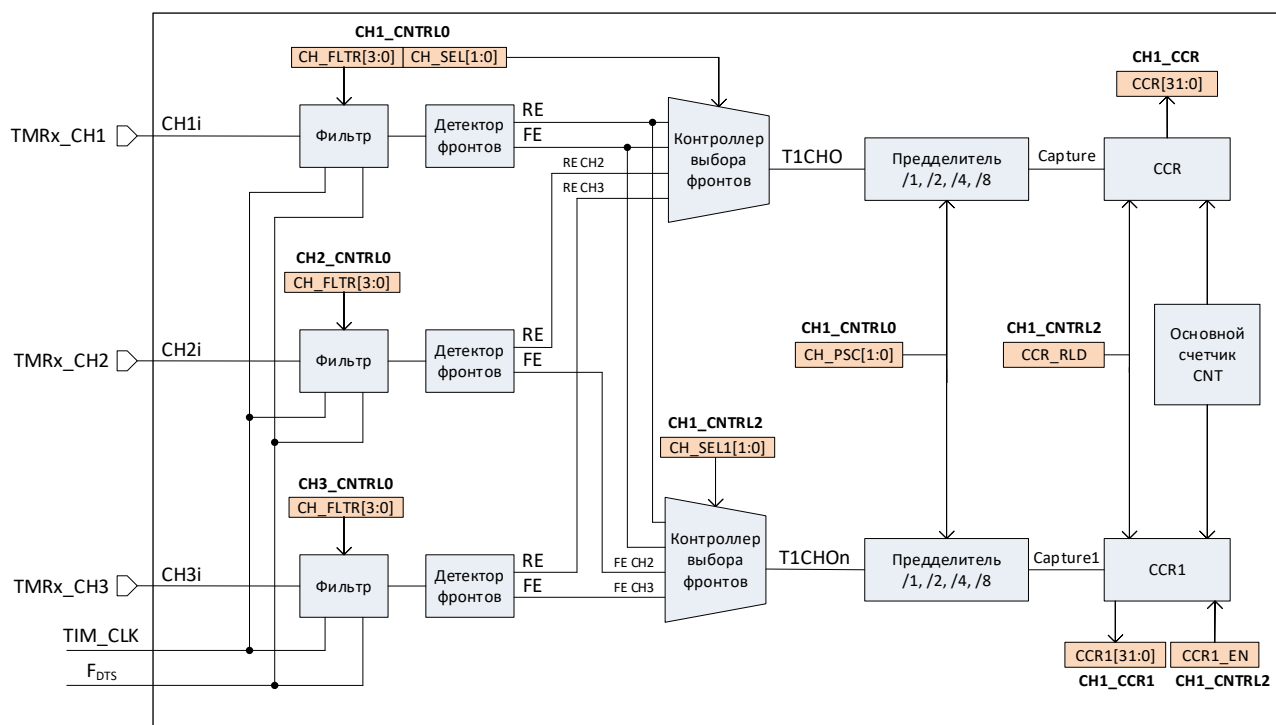 CH1_CNTRL0
CH_FLTR[3:0] CH_SEL[1:0]
CH1_CCR
CCR[31:0]
TMRx_CH1
CH1i
Фильтр
Детектор
фронтов
RE
FE
RE CH2
RE CH3
Контроллер
выбора
фронтов
T1CHO
Предделитель
/1, /2, /4, /8
Capture
CCR
CH2_CNTRL0
CH_FLTR[3:0]
TMRx_CH2
CH2i
Фильтр
Детектор
фронтов
RE
FE
CH1_CNTRL0
CH_PSC[1:0]
CH1_CNTRL2
CCR_RLD
Основной
счетчик
CNT
CH1_CNTRL2
CH_SEL1[1:0]
CH3_CNTRL0
CH_FLTR[3:0]
TMRx_CH3
CH3i
Фильтр
Детектор
фронтов
RE
FE
FE CH2
FE CH3
Контроллер
выбора
фронтов
T1CHOn
Предделитель
/1, /2, /4, /8
Capture1
CCR1
TIM_CLK
FDTS
CCR1[31:0]
CH1_CCR1
CCR1_EN
CH1_CNTRL2